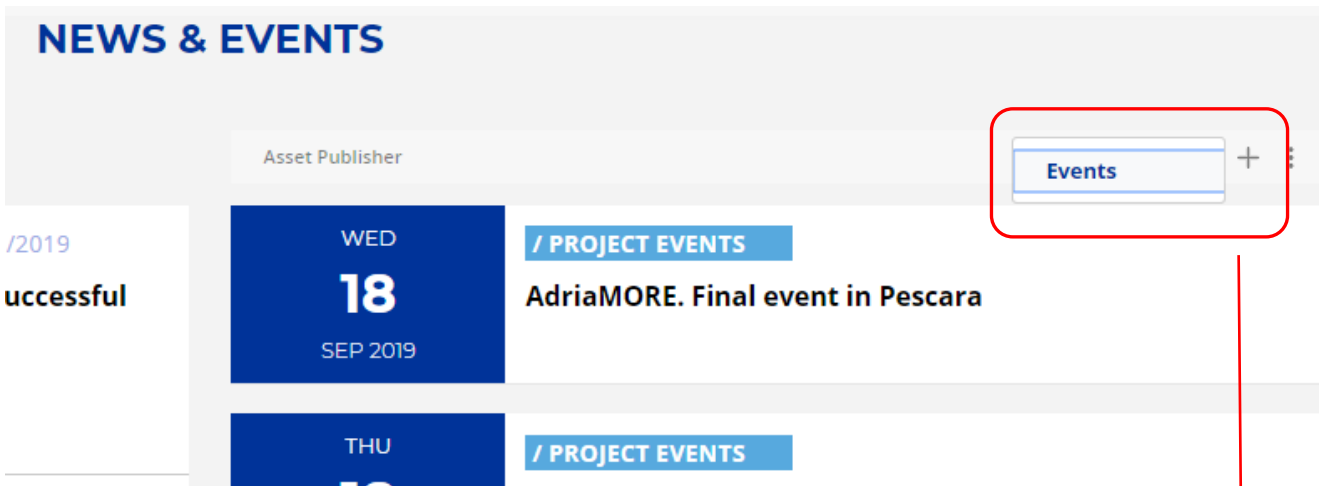 NEWS & EVENTS
Asset Publisher
Events
/2019
uccessful
WED
18
SEP 2019
/ PROJECT EVENTS
AdriaMORE. Final event in Pescara
THU
/ PROJECT EVENTS